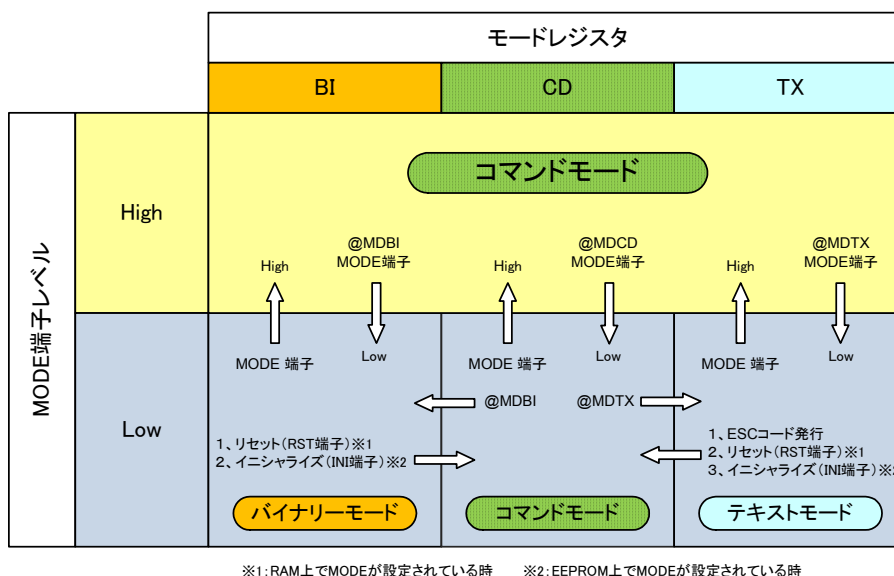 モードレジスタ
BI
CD
TX
MODE端子レベル
High
コマンドモード
@MDBI
MODE端子
High
@MDCD
MODE端子
High
@MDTX
MODE端子
High
Low
MODE 端子
Low
MODE 端子
Low
MODE 端子
Low
@MDBI
@MDTX
1、リセット(RST端子)※1
2、イニシャライズ(INI端子)※2
1、ESCコード発行
2、リセット(RST端子)※1
3、イニシャライズ(INI端子)※2
バイナリーモード
コマンドモード
テキストモード
※1:RAM上でMODEが設定されている時 ※2:EEPROM上でMODEが設定されている時